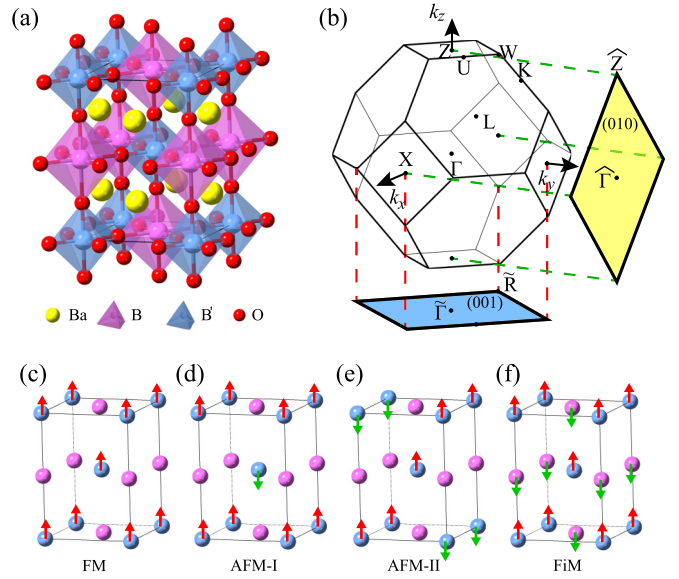 (a)
(b)
k_z
Z
W
U
K
Ẑ
L
(010)
X
Γ
k_y
Γ̂
k_x
R̃
Γ̃
(001)
Ba B B' O
(c) (d) (e) (f)
FM AFM-I AFM-II FiM